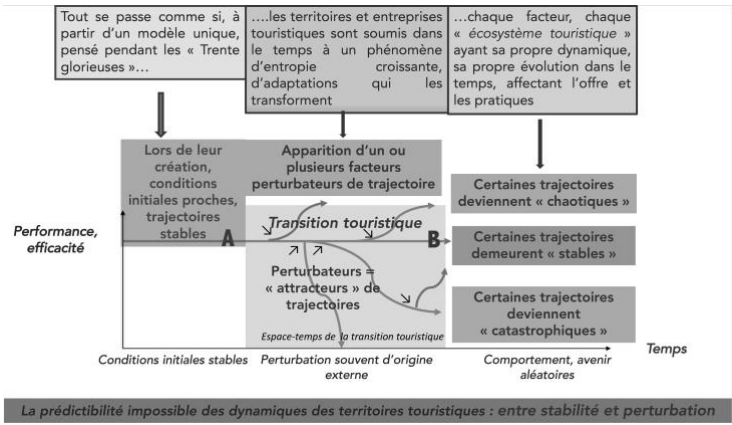 Tout se passe comme si, à
partir d'un modèle unique,
pensé pendant les « Trente
glorieuses »…
….les territoires et entreprises
touristiques sont soumis dans
le temps à un phénomène
d'entropie croissante,
d'adaptations qui les
transforment
…chaque facteur, chaque
« écosystème touristique »
ayant sa propre dynamique,
sa propre évolution dans le
temps, affectant l'offre et
les pratiques
Lors de leur
création,
conditions
initiales proches,
trajectoires
stables
Apparition d'un ou
plusieurs facteurs
perturbateurs de trajectoire
Certaines trajectoires
deviennent « chaotiques »
Performance,
efficacité
A
Transition touristique
B
Certaines trajectoires
demeurent « stables »
Perturbateurs =
« attracteurs » de
trajectoires
Certaines trajectoires
deviennent
« catastrophiques »
Espace-temps de la transition touristique
Temps
Conditions initiales stables
Perturbation souvent d'origine
externe
Comportement, avenir
aléatoires
La prédictibilité impossible des dynamiques des territoires touristiques : entre stabilité et perturbation